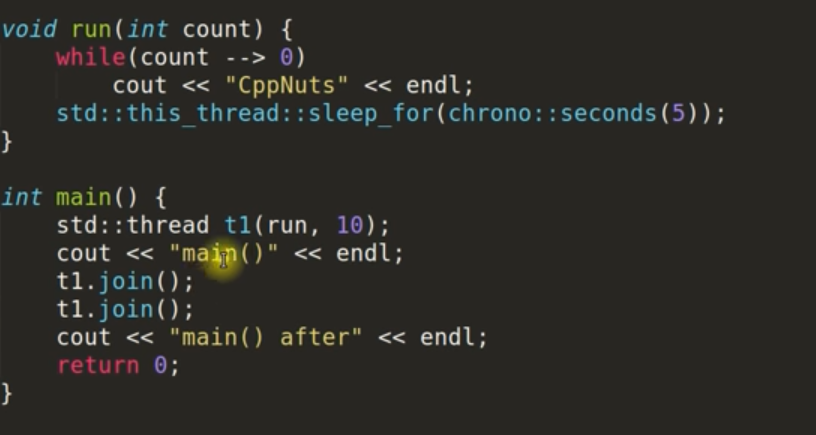 void run(int count) {
    while(count --> 0)
        cout << "CppNuts" << endl;
    std::this_thread::sleep_for(chrono::seconds(5));
}

int main() {
    std::thread t1(run, 10);
    cout << "main()" << endl;
    t1.join();
    t1.join();
    cout << "main() after" << endl;
    return 0;
}